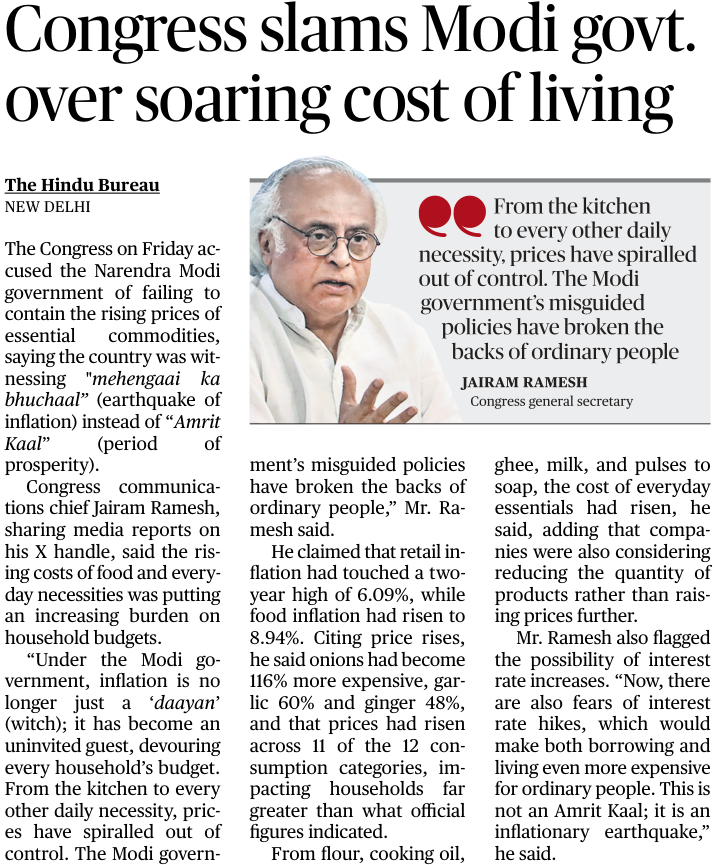 Congress slams Modi govt.
over soaring cost of living
The Hindu Bureau
NEW DELHI
The Congress on Friday ac-
cused the Narendra Modi
government of failing to
contain the rising prices of
essential commodities,
saying the country was wit-
nessing "mehengaai ka
bhuchaal” (earthquake of
inflation) instead of “Amrit
Kaal” (period of
prosperity).
Congress communica-
tions chief Jairam Ramesh,
sharing media reports on
his X handle, said the ris-
ing costs of food and every-
day necessities was putting
an increasing burden on
household budgets.
“Under the Modi go-
vernment, inflation is no
longer just a ‘daayan’
(witch); it has become an
uninvited guest, devouring
every household’s budget.
From the kitchen to every
other daily necessity, pric-
es have spiralled out of
control. The Modi govern-
❝ From the kitchen
to every other daily
necessity, prices have spiralled
out of control. The Modi
government’s misguided
policies have broken the
backs of ordinary people
JAIRAM RAMESH
Congress general secretary
ment’s misguided policies
have broken the backs of
ordinary people,” Mr. Ra-
mesh said.
He claimed that retail in-
flation had touched a two-
year high of 6.09%, while
food inflation had risen to
8.94%. Citing price rises,
he said onions had become
116% more expensive, gar-
lic 60% and ginger 48%,
and that prices had risen
across 11 of the 12 con-
sumption categories, im-
pacting households far
greater than what official
figures indicated.
From flour, cooking oil,
ghee, milk, and pulses to
soap, the cost of everyday
essentials had risen, he
said, adding that compa-
nies were also considering
reducing the quantity of
products rather than rais-
ing prices further.
Mr. Ramesh also flagged
the possibility of interest
rate increases. “Now, there
are also fears of interest
rate hikes, which would
make both borrowing and
living even more expensive
for ordinary people. This is
not an Amrit Kaal; it is an
inflationary earthquake,”
he said.